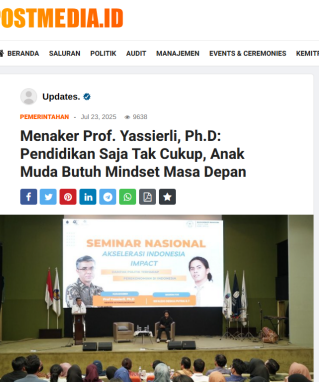 OSTMEDIA.ID
BERANDA SALURAN POLITIK AUDIT MANAJEMEN EVENTS & CEREMONIES KEMIT
Updates.
PEMERINTAHAN - Jul 23, 2025 9638
Menaker Prof. Yassierli, Ph.D:
Pendidikan Saja Tak Cukup, Anak
Muda Butuh Mindset Masa Depan
SEMINAR NASIONAL
AKSELERASI INDONESIA
IMPACT